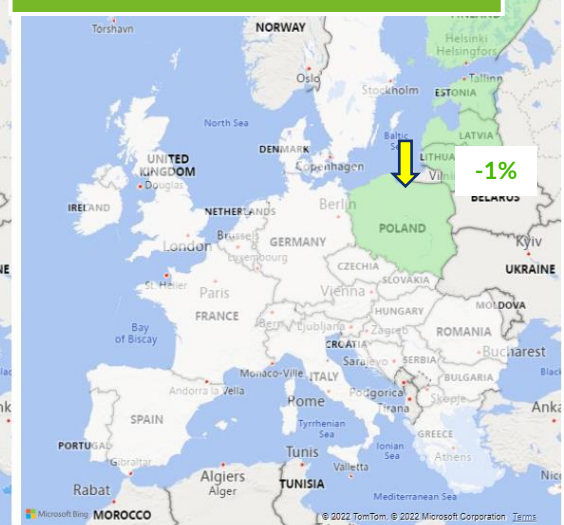 Tórshavn
NORWAY
Helsinki
Helsingfors
Oslo
Stockholm
Tallinn
ESTONIA
North Sea
Baltic
LATVIA
DENMARK
Copenhagen
UNITED
KINGDOM
Douglas
-1%
BELARUS
IRELAND
NETHERLANDS
Berlin
POLAND
London
Brussels
GERMANY
Kyiv
Luxembourg
CZECHIA
UKRAINE
SLOVAKIA
St. Helier
Paris
Vienna
MOLDOVA
HUNGARY
FRANCE
Bern
Ljubljana
Zagreb
ROMANIA
Bay
of Biscay
CROATIA
Bucharest
Sarajevo
SERBIA
Monaco-Ville
ITALY
BULGARIA
Andorra la Vella
Podgorica
Skopje
Rome
Tirana
SPAIN
Tyrrhenian
Sea
GREECE
PORTUGAL
Ionian
Sea
Athens
Gibraltar
Tunis
Valletta
Algiers
Alger
Rabat
TUNISIA
Mediterranean Sea
Microsoft Bing
MOROCCO
© 2022 TomTom, © 2022 Microsoft Corporation Terms